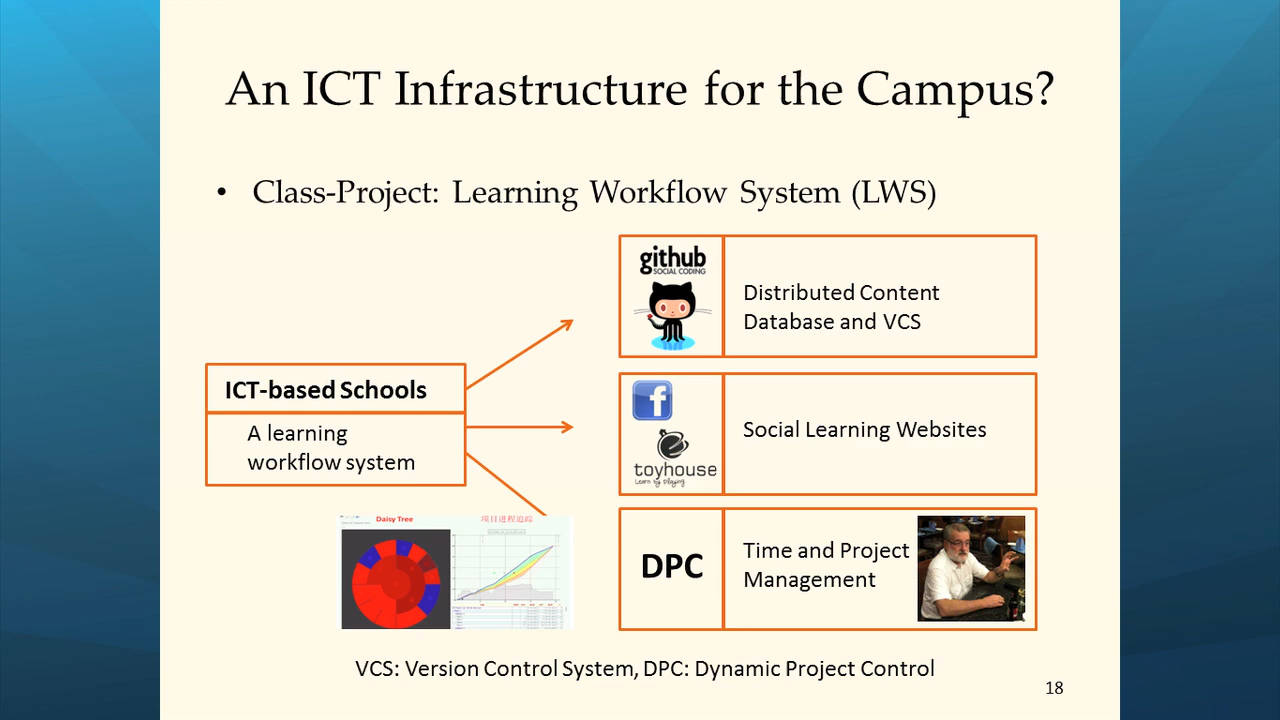 An ICT Infrastructure for the Campus?
• Class-Project: Learning Workflow System (LWS)
github
SOCIAL CODING
Distributed Content
Database and VCS
ICT-based Schools
A learning
workflow system
f
toyhouse
Learn by Playing
Social Learning Websites
Daisy Tree
项目进程追踪
DPC
Time and Project
Management
VCS: Version Control System, DPC: Dynamic Project Control
18